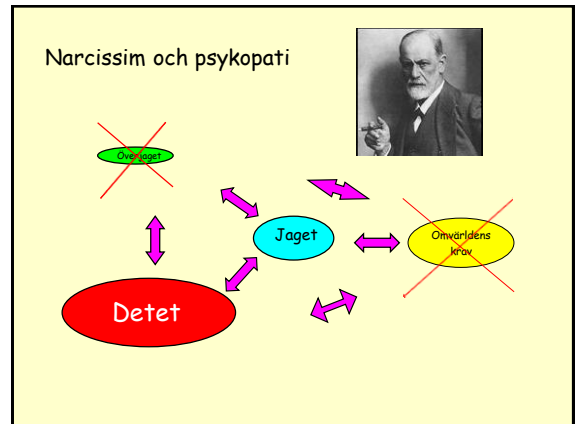 Narcissim och psykopati
Överjaget
Jaget
Omvärldens
krav
Detet